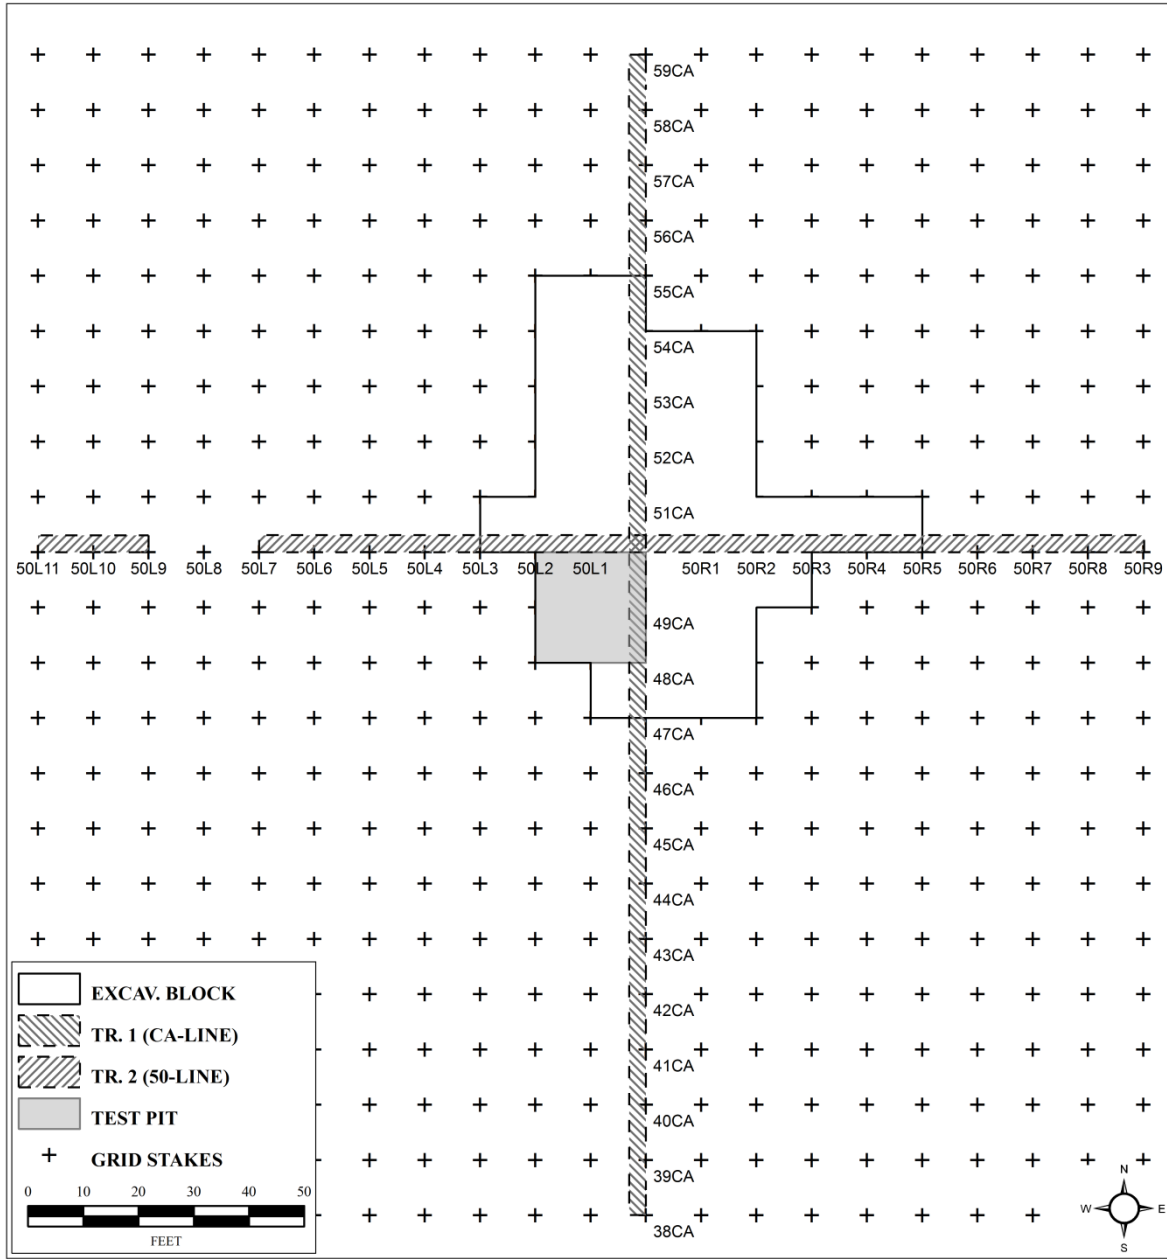 59CA
58CA
57CA
56CA
55CA
54CA
53CA
52CA
51CA
50L11 50L10 50L9 50L8 50L7 50L6 50L5 50L4 50L3 50L2 50L1 50R1 50R2 50R3 50R4 50R5 50R6 50R7 50R8 50R9
49CA
48CA
47CA
46CA
45CA
44CA
43CA
42CA
41CA
40CA
39CA
38CA
EXCAV. BLOCK
TR. 1 (CA-LINE)
TR. 2 (50-LINE)
TEST PIT
GRID STAKES
0 10 20 30 40 50
FEET
N
W E
S